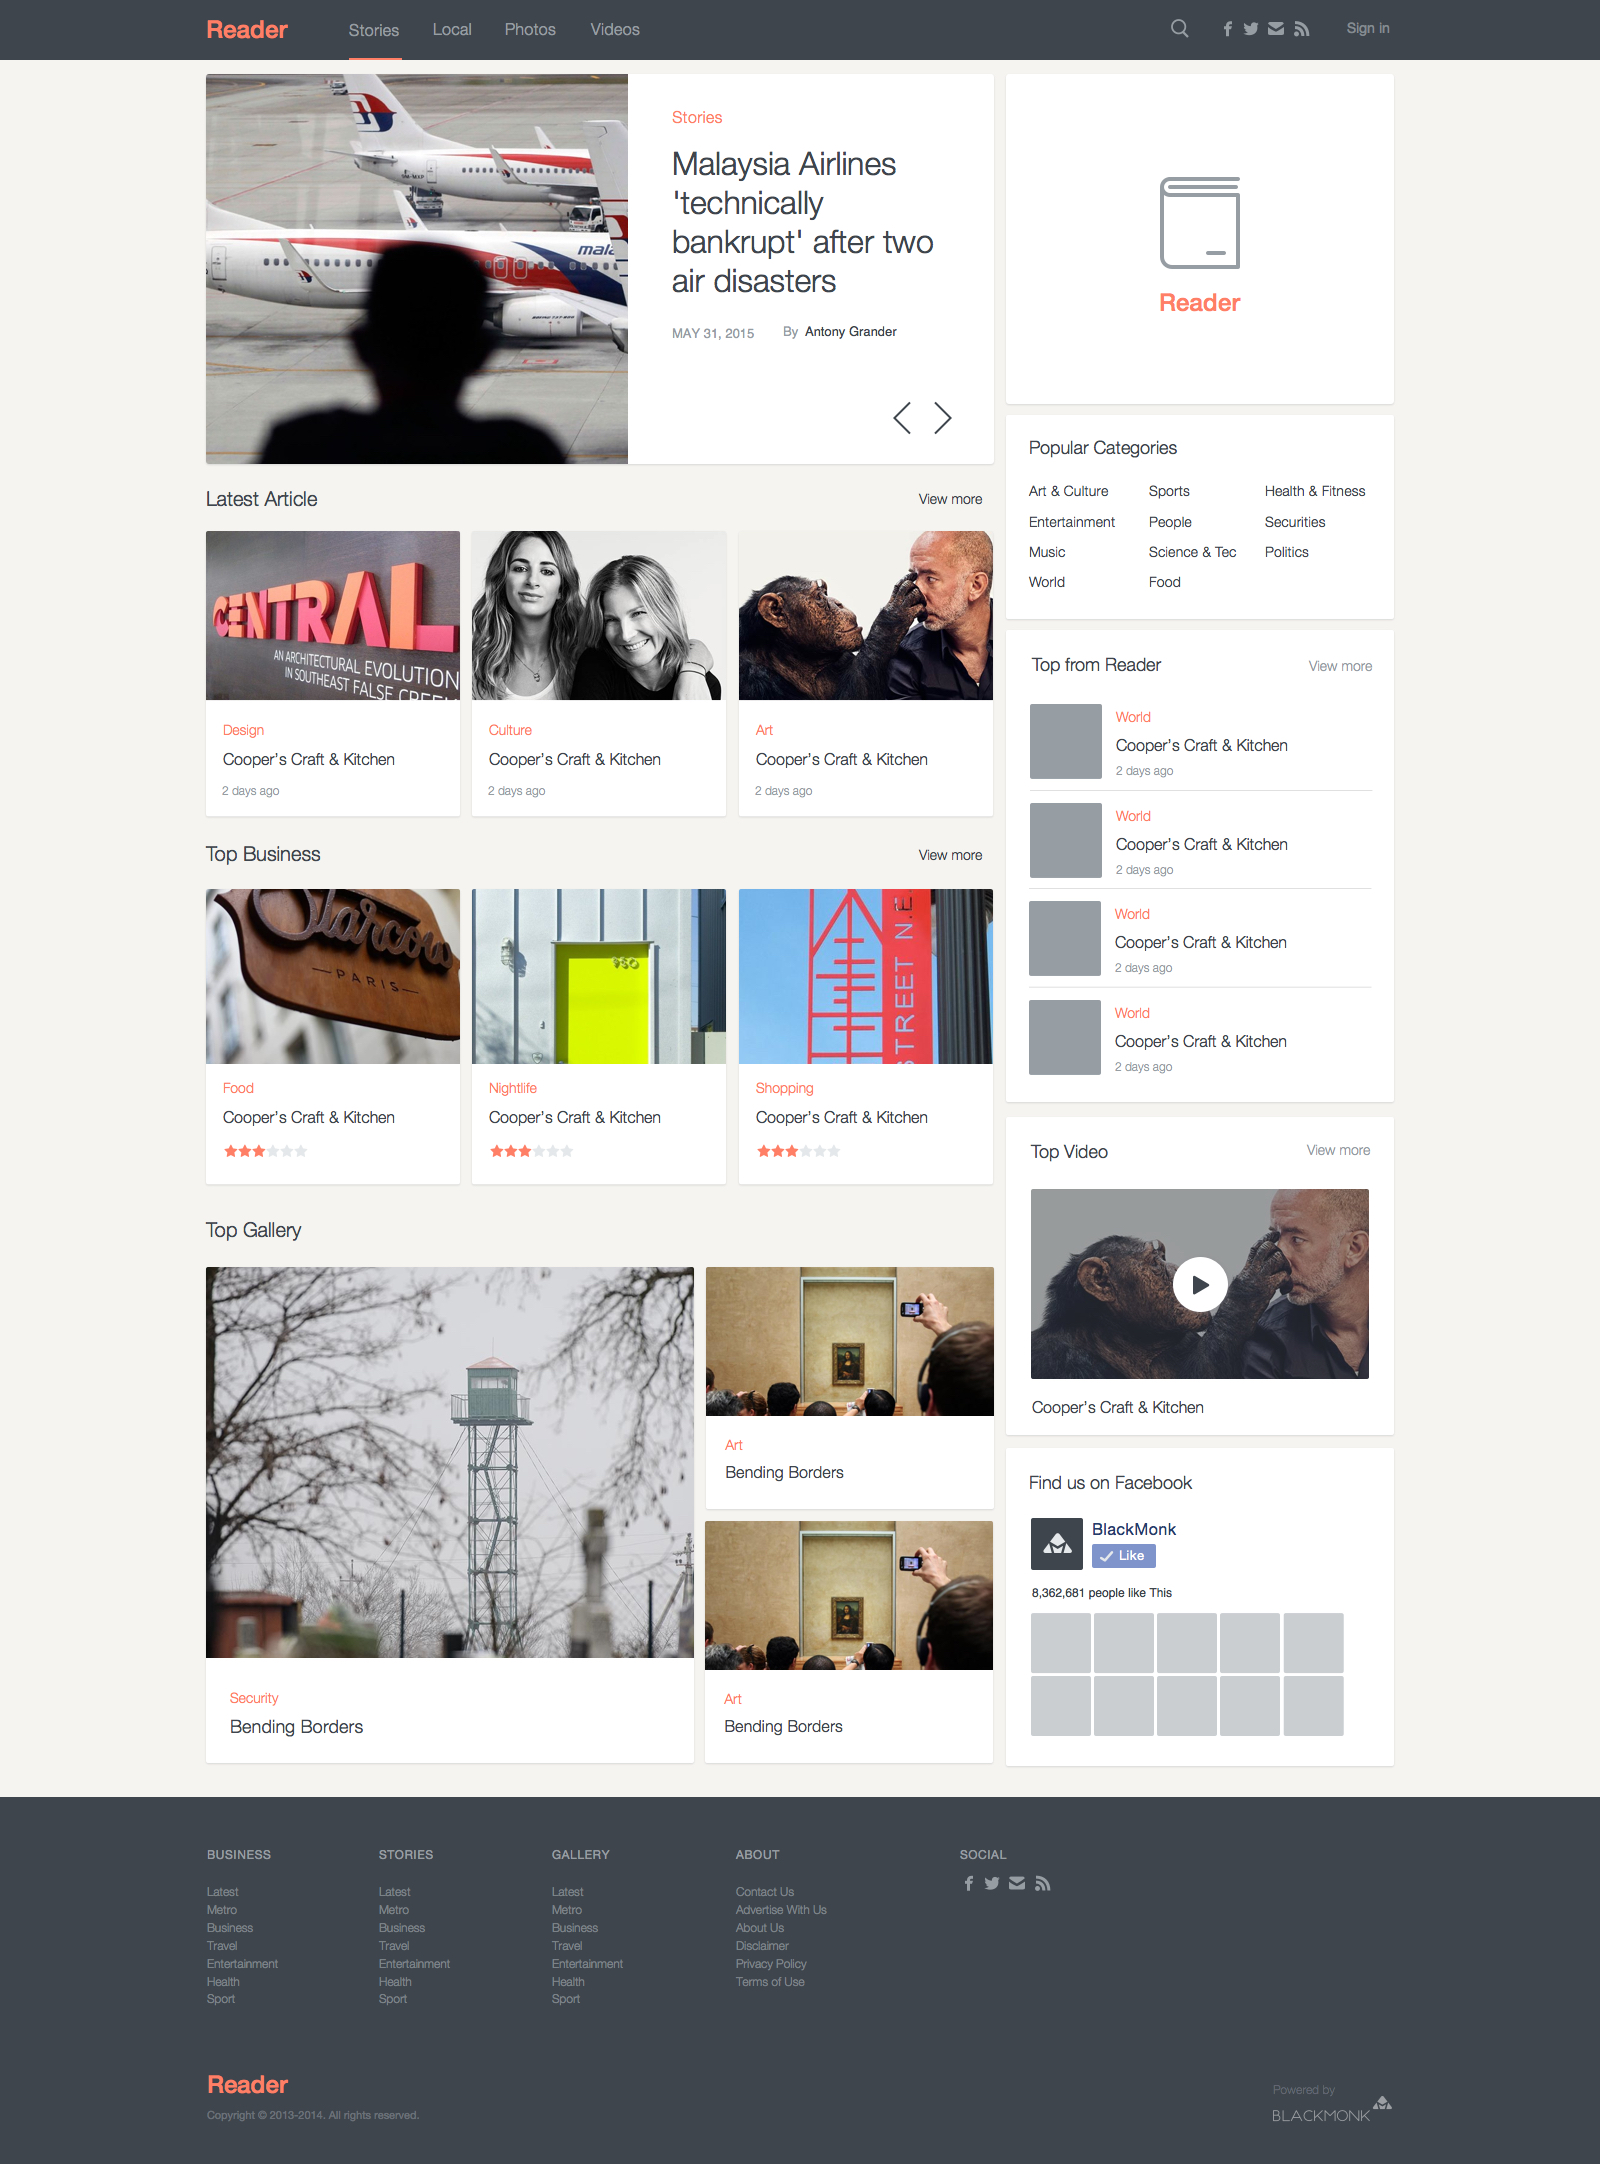 Reader
Stories
Local
Photos
Videos
Sign in
Stories
Malaysia Airlines
'technically
bankrupt' after two
air disasters
MAY 31, 2015
By Antony Grander
Reader
Latest Article
View more
CENTRAL
AN ARCHITECTURAL EVOLUTION
IN SOUTHEAST FALSE CREEK
Design
Cooper's Craft & Kitchen
2 days ago
Culture
Cooper's Craft & Kitchen
2 days ago
Art
Cooper's Craft & Kitchen
2 days ago
Top Business
View more
PARIS
Food
Cooper's Craft & Kitchen
Nightlife
Cooper's Craft & Kitchen
STREET N.E
Shopping
Cooper's Craft & Kitchen
Top Gallery
Security
Bending Borders
Art
Bending Borders
Art
Bending Borders
Popular Categories
Art & Culture
Sports
Health & Fitness
Entertainment
People
Securities
Music
Science & Tec
Politics
World
Food
Top from Reader
View more
World
Cooper's Craft & Kitchen
2 days ago
World
Cooper's Craft & Kitchen
2 days ago
World
Cooper's Craft & Kitchen
2 days ago
World
Cooper's Craft & Kitchen
2 days ago
Top Video
View more
Cooper's Craft & Kitchen
Find us on Facebook
BlackMonk
Like
8,362,681 people like This
BUSINESS
Latest
Metro
Business
Travel
Entertainment
Health
Sport
STORIES
Latest
Metro
Business
Travel
Entertainment
Health
Sport
GALLERY
Latest
Metro
Business
Travel
Entertainment
Health
Sport
ABOUT
Contact Us
Advertise With Us
About Us
Disclaimer
Privacy Policy
Terms of Use
SOCIAL
Reader
Copyright © 2013-2014. All rights reserved.
Powered by
BLACKMONK